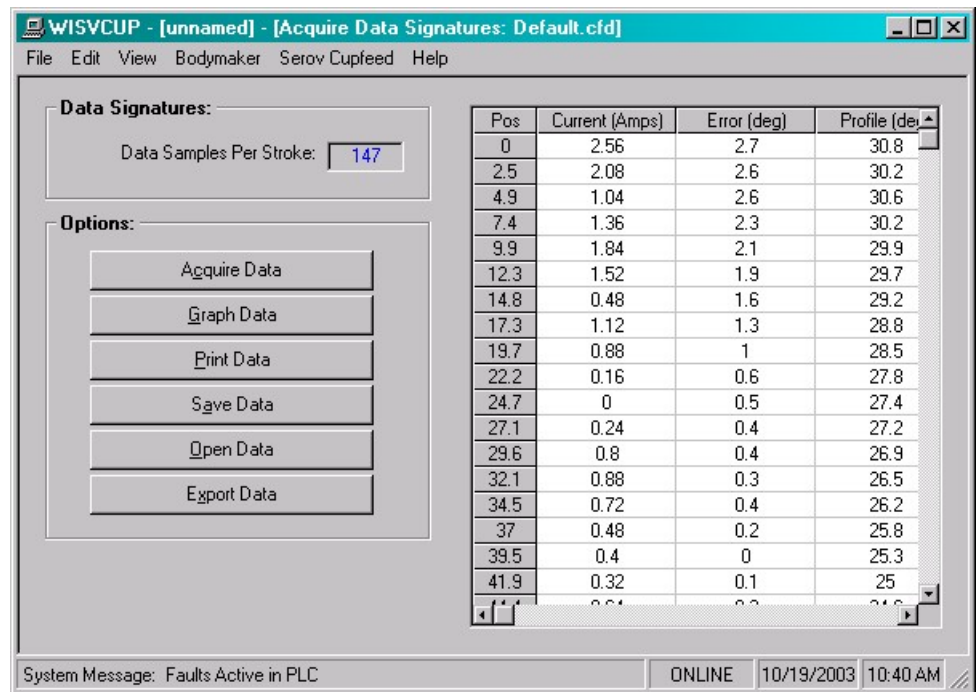 WISVCUP - [unnamed] - [Acquire Data Signatures: Default.cfd]
File Edit View Bodymaker Serov Cupfeed Help
Data Signatures:
Data Samples Per Stroke: 147
Options:
Acquire Data
Graph Data
Print Data
Save Data
Open Data
Export Data
Pos Current (Amps) Error (deg) Profile
0 2.56 2.7 30.8
2.5 2.08 2.6 30.2
4.9 1.04 2.6 30.6
7.4 1.36 2.3 30.2
9.9 1.84 2.1 29.9
12.3 1.52 1.9 29.7
14.8 0.48 1.6 29.2
17.3 1.12 1.3 28.8
19.7 0.88 1 28.5
22.2 0.16 0.6 27.8
24.7 0 0.5 27.4
27.1 0.24 0.4 27.2
29.6 0.8 0.4 26.9
32.1 0.88 0.3 26.5
34.5 0.72 0.4 26.2
37 0.48 0.2 25.8
39.5 0.4 0 25.3
41.9 0.32 0.1 25
System Message: Faults Active in PLC ONLINE 10/19/2003 10:40 AM